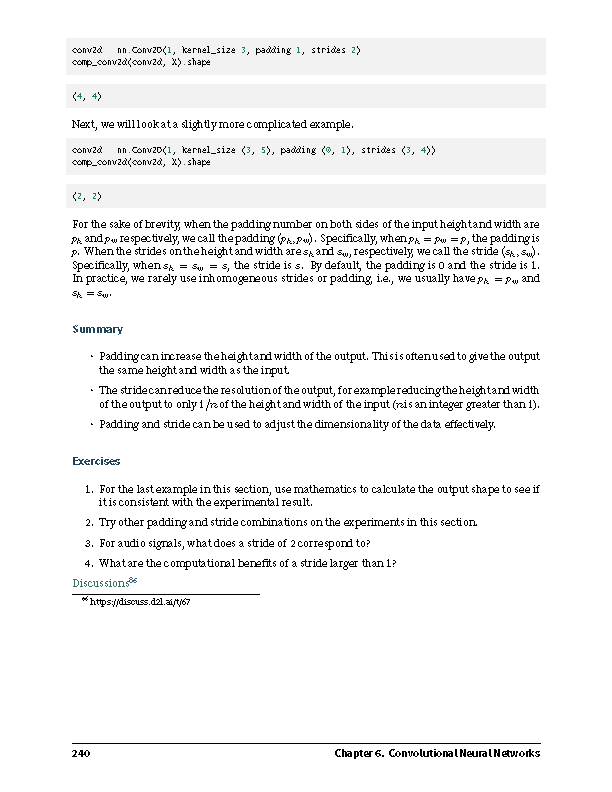 conv2d nn.Conv2D(1, kernel_size 3, padding 1, strides 2)
comp_conv2d(conv2d, X).shape
(4, 4)
Next, we will look at a slightly more complicated example.
conv2d nn.Conv2D(1, kernel_size (3, 5), padding (0, 1), strides (3, 4))
comp_conv2d(conv2d, X).shape
(2, 2)
For the sake of brevity, when the padding number on both sides of the input height and width are
pₕ and p_w respectively, we call the padding (pₕ, p_w). Specifically, when pₕ = p_w = p, the padding is
p. When the strides on the height and width are sₕ and s_w, respectively, we call the stride (sₕ, s_w).
Specifically, when sₕ = s_w = s, the stride is s. By default, the padding is 0 and the stride is 1.
In practice, we rarely use inhomogeneous strides or padding, i.e., we usually have pₕ = p_w and
sₕ = s_w.
Summary
• Padding can increase the height and width of the output. This is often used to give the output
the same height and width as the input.
• The stride can reduce the resolution of the output, for example reducing the height and width
of the output to only 1/n of the height and width of the input (n is an integer greater than 1).
• Padding and stride can be used to adjust the dimensionality of the data effectively.
Exercises
1. For the last example in this section, use mathematics to calculate the output shape to see if
it is consistent with the experimental result.
2. Try other padding and stride combinations on the experiments in this section.
3. For audio signals, what does a stride of 2 correspond to?
4. What are the computational benefits of a stride larger than 1?
Discussions⁸⁶
⁸⁶ https://discuss.d2l.ai/t/67
240 Chapter 6. Convolutional Neural Networks